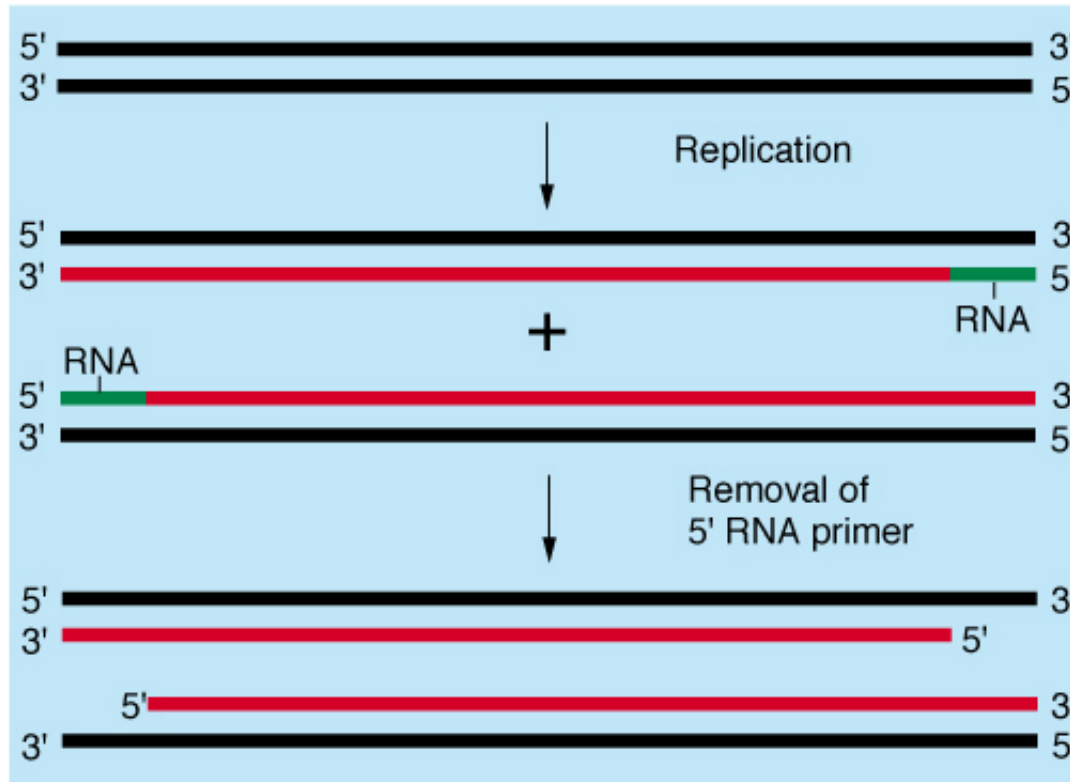 5' 3'
3' 5
Replication
5' 3
3' 5
RNA
+
RNA
5' 3
3' 5
Removal of
5' RNA primer
5' 3
3' 5'
5' 3
3' 5